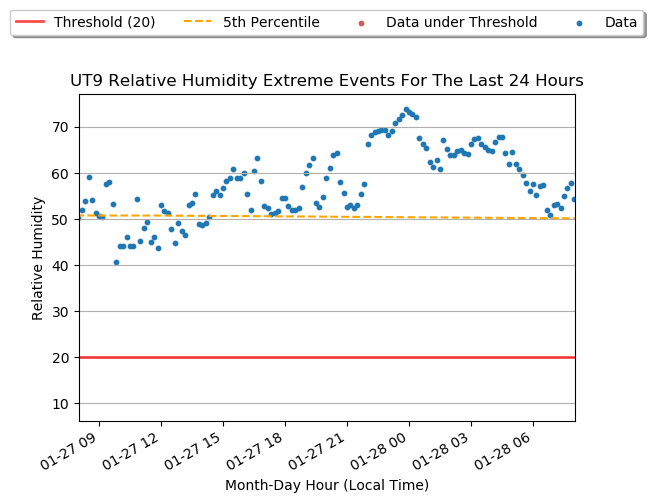 Threshold (20) 5th Percentile Data under Threshold Data
UT9 Relative Humidity Extreme Events For The Last 24 Hours
Relative Humidity
70
60
50
40
30
20
10
01-27 09 01-27 12 01-27 15 01-27 18 01-27 21 01-28 00 01-28 03 01-28 06
Month-Day Hour (Local Time)